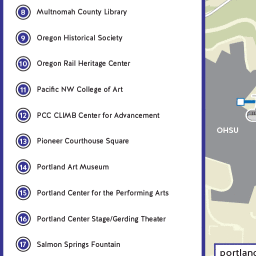 8 Multnomah County Library
9 Oregon Historical Society
10 Oregon Rail Heritage Center
11 Pacific NW College of Art
12 PCC CLIMB Center for Advancement
13 Pioneer Courthouse Square
14 Portland Art Museum
15 Portland Center for the Performing Arts
16 Portland Center Stage/Gerding Theater
17 Salmon Springs Fountain
OHSU
portland